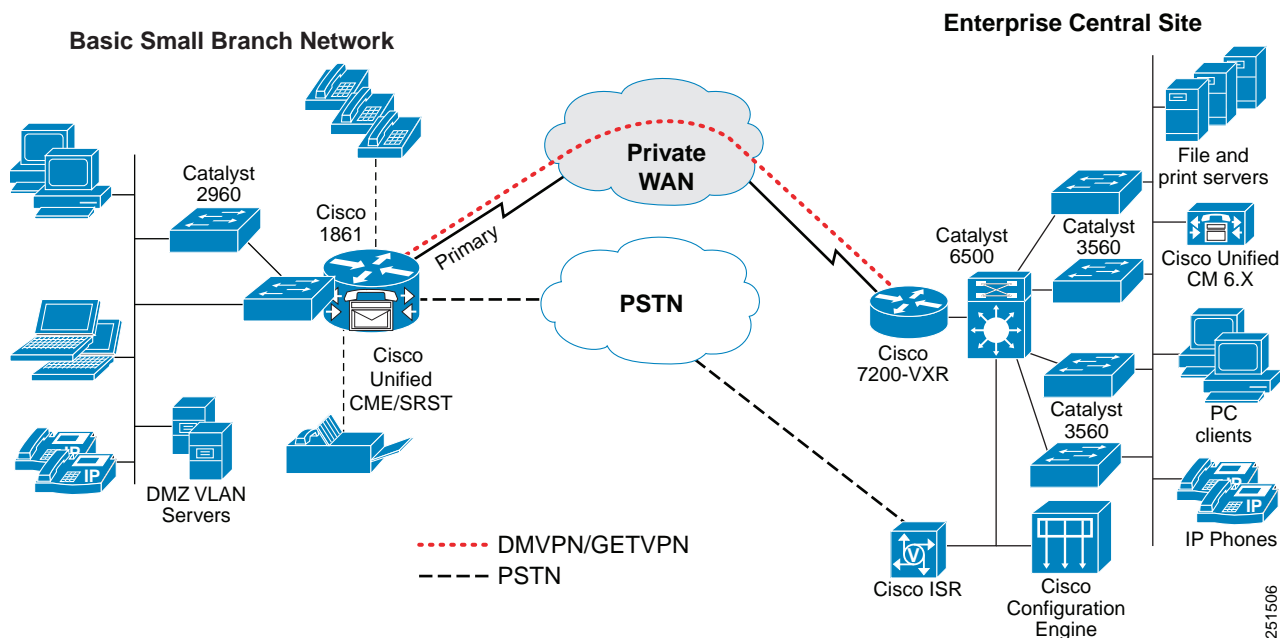 Basic Small Branch Network
Enterprise Central Site
Catalyst
2960
Cisco
1861
Primary
Private
WAN
PSTN
Cisco
Unified
CME/SRST
IP
IP
DMZ VLAN
Servers
DMVPN/GETVPN
PSTN
Cisco
7200-VXR
Catalyst
6500
Catalyst
3560
Catalyst
3560
File and
print servers
Cisco Unified
CM 6.X
PC
clients
IP
IP
IP Phones
V
Cisco ISR
Cisco
Configuration
Engine
251506